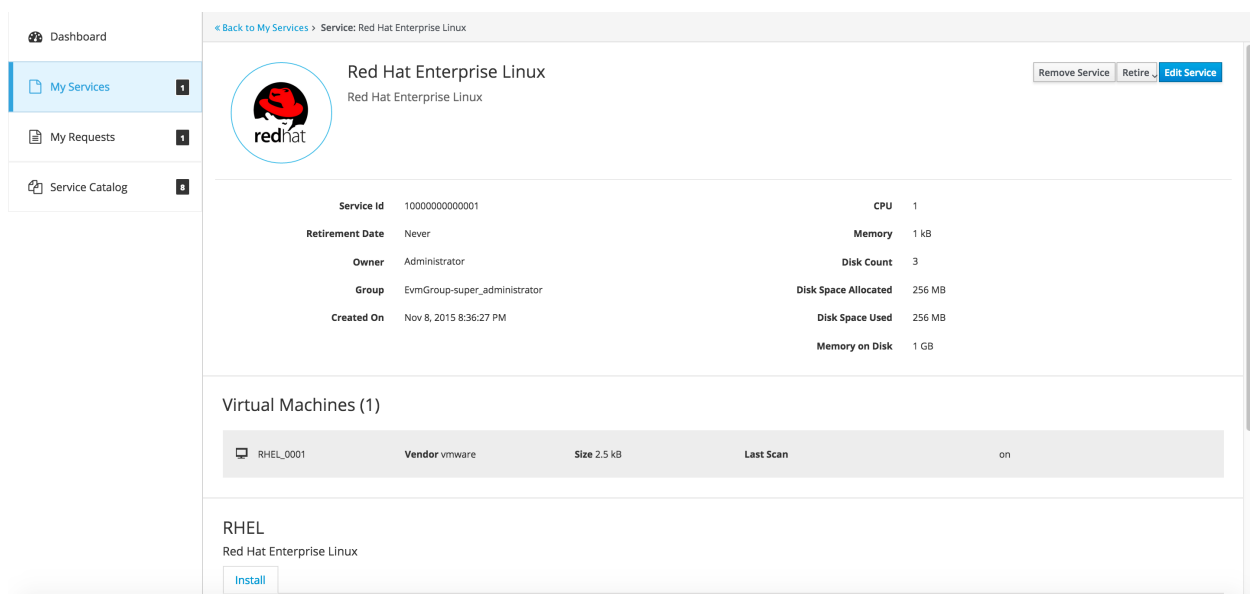 Dashboard
My Services 1
My Requests 1
Service Catalog 8
« Back to My Services › Service: Red Hat Enterprise Linux
redhat
Red Hat Enterprise Linux
Red Hat Enterprise Linux
Remove Service Retire Edit Service
Service Id 10000000000001
Retirement Date Never
Owner Administrator
Group EvmGroup-super_administrator
Created On Nov 8, 2015 8:36:27 PM
CPU 1
Memory 1 kB
Disk Count 3
Disk Space Allocated 256 MB
Disk Space Used 256 MB
Memory on Disk 1 GB
Virtual Machines (1)
RHEL_0001 Vendor vmware Size 2.5 kB Last Scan on
RHEL
Red Hat Enterprise Linux
Install